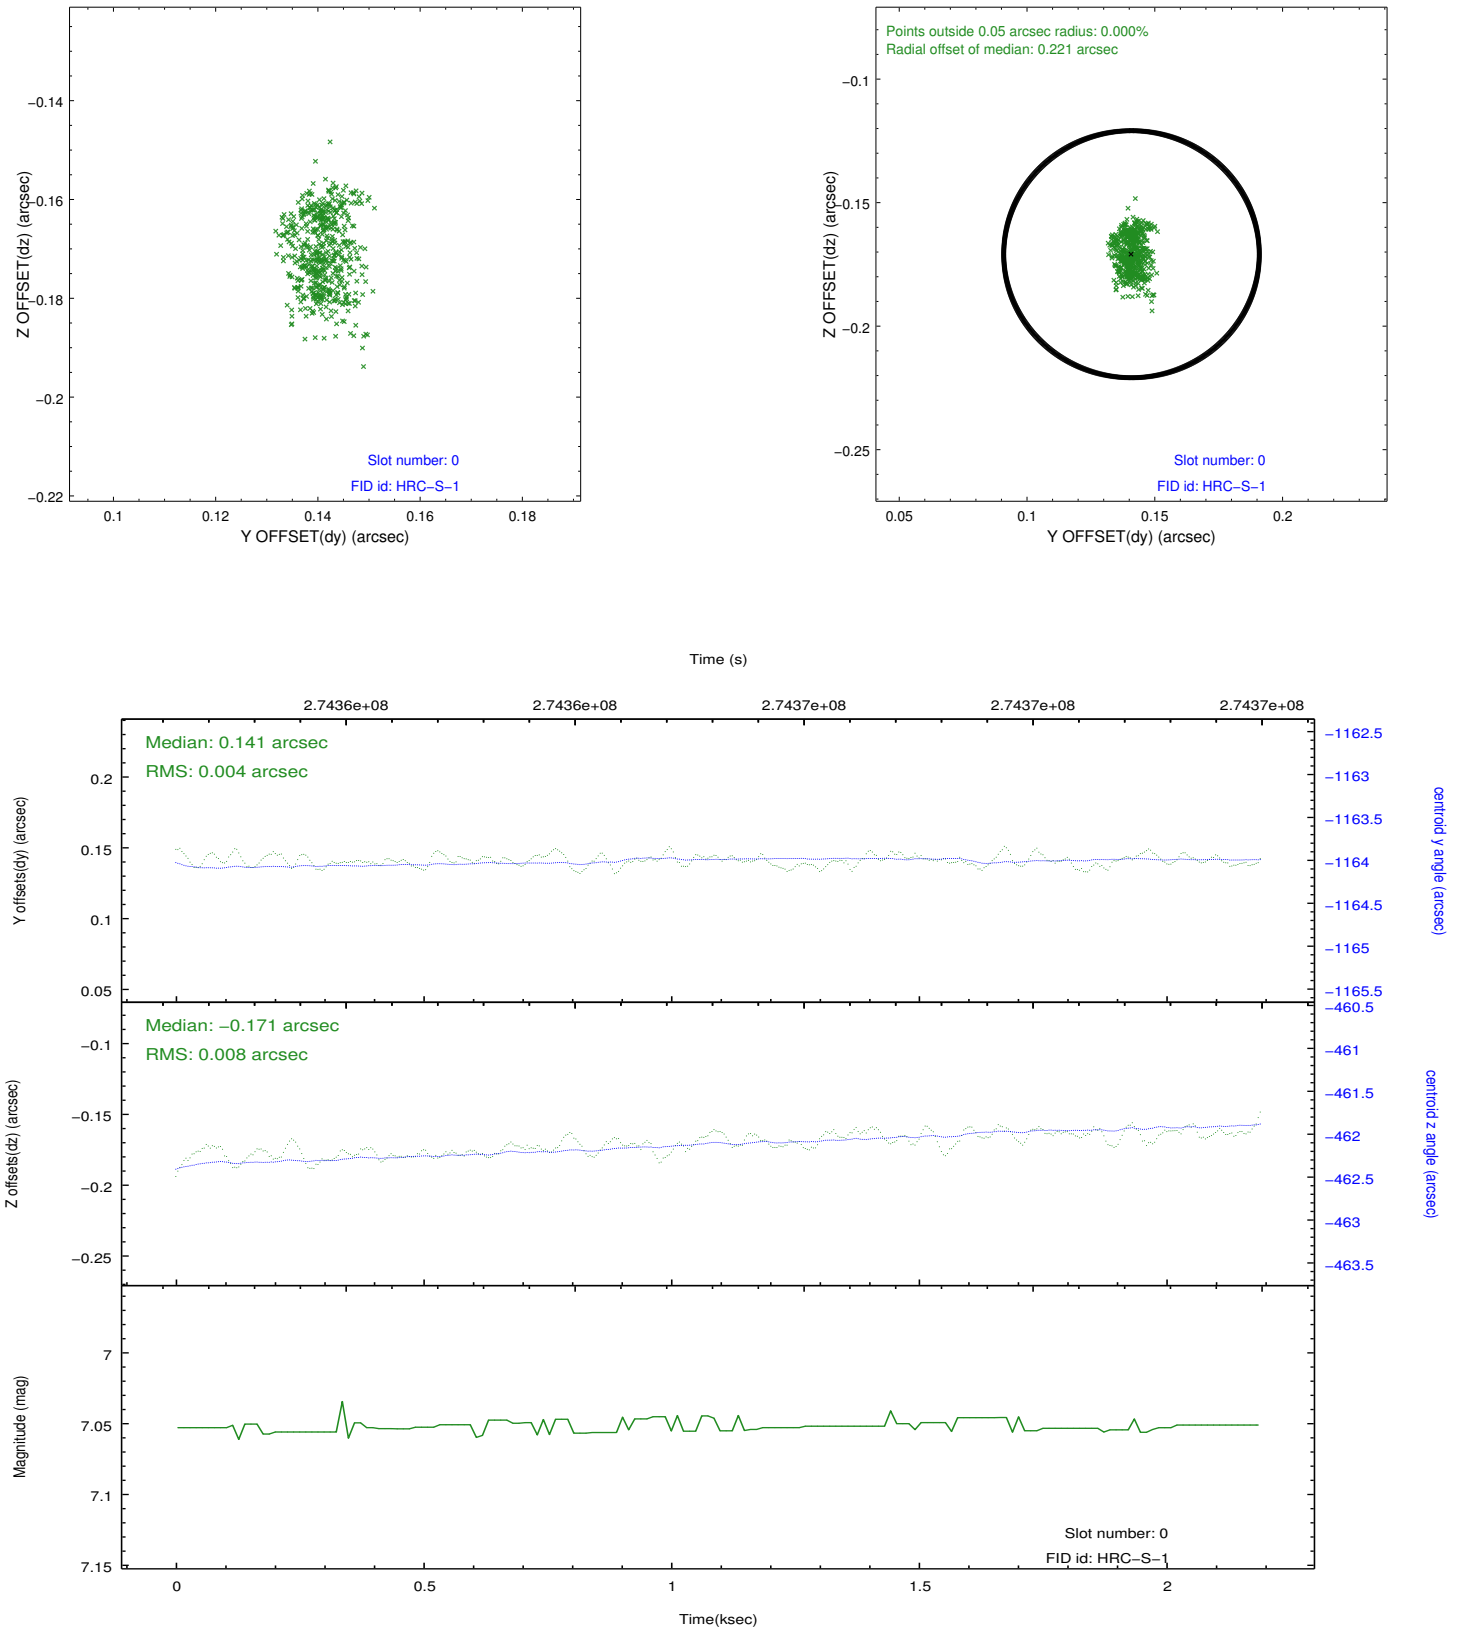 −0.14
−0.16
−0.18
−0.2
−0.22
Z OFFSET(dz) (arcsec)
0.1 0.12 0.14 0.16 0.18
Y OFFSET(dy) (arcsec)
Slot number: 0
FID id: HRC−S−1
Points outside 0.05 arcsec radius: 0.000%
Radial offset of median: 0.221 arcsec
−0.1
−0.15
−0.2
−0.25
Z OFFSET(dz) (arcsec)
0.05 0.1 0.15 0.2
Y OFFSET(dy) (arcsec)
Slot number: 0
FID id: HRC−S−1
Time (s)
2.7436e+08 2.7436e+08 2.7437e+08 2.7437e+08 2.7437e+08
Median: 0.141 arcsec
RMS: 0.004 arcsec
0.2
0.15
0.1
0.05
Y offsets(dy) (arcsec)
−1162.5
−1163
−1163.5
−1164
−1164.5
−1165
−1165.5
centroid y angle (arcsec)
Median: −0.171 arcsec
RMS: 0.008 arcsec
−0.1
−0.15
−0.2
−0.25
Z offsets(dz) (arcsec)
−460.5
−461
−461.5
−462
−462.5
−463
−463.5
centroid z angle (arcsec)
7
7.05
7.1
7.15
Magnitude (mag)
Slot number: 0
FID id: HRC−S−1
0 0.5 1 1.5 2
Time(ksec)